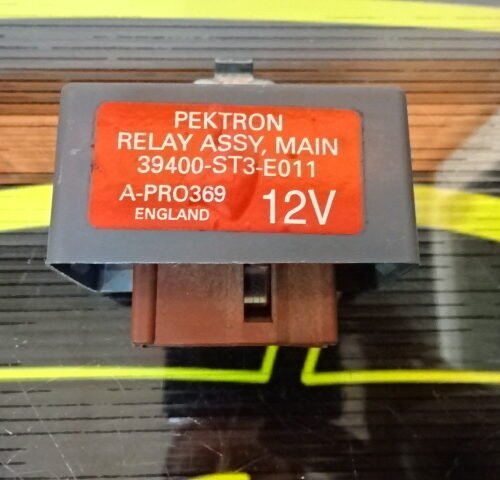 PEKTRON
RELAY ASSY, MAIN
39400-ST3-E011
A-PRO369 12V
ENGLAND